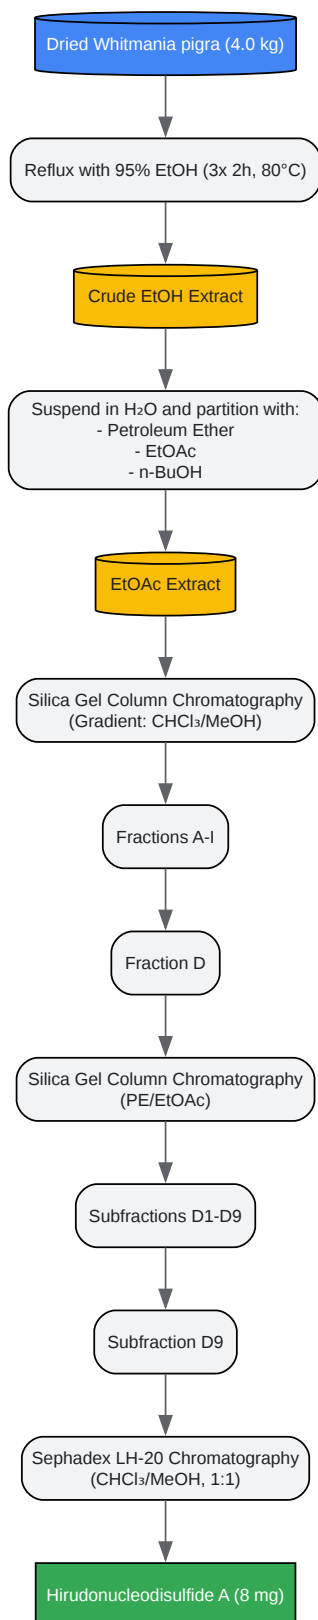 Dried Whitmania pigra (4.0 kg)
Reflux with 95% EtOH (3x 2h, 80°C)
Crude EtOH Extract
Suspend in H₂O and partition with:
- Petroleum Ether
- EtOAc
- n-BuOH
EtOAc Extract
Silica Gel Column Chromatography
(Gradient: CHCl₃/MeOH)
Fractions A-I
Fraction D
Silica Gel Column Chromatography
(PE/EtOAc)
Subfractions D1-D9
Subfraction D9
Sephadex LH-20 Chromatography
(CHCl₃/MeOH, 1:1)
Hirudonucleodisulfide A (8 mg)